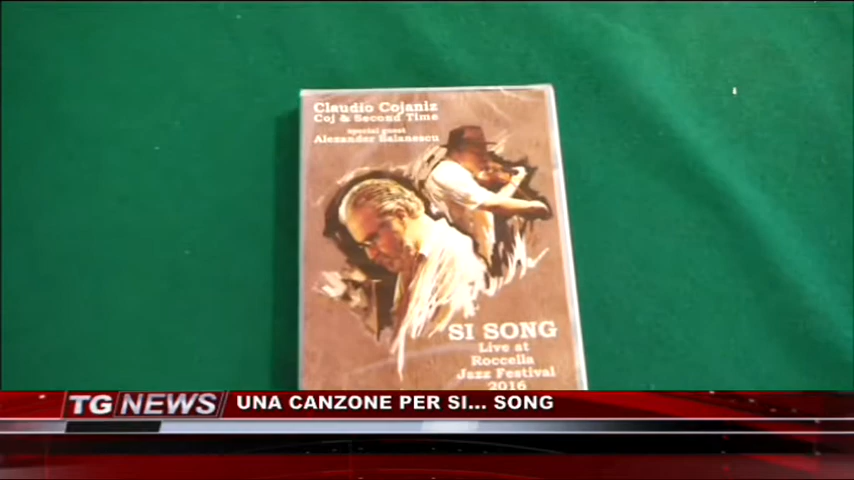 Claudio Cojaniz
Coj & Second Time
special guest
Alexander Balanescu
SI SONG
Live at
Roccella
Jazz Festival
2016
TG NEWS UNA CANZONE PER SI... SONG